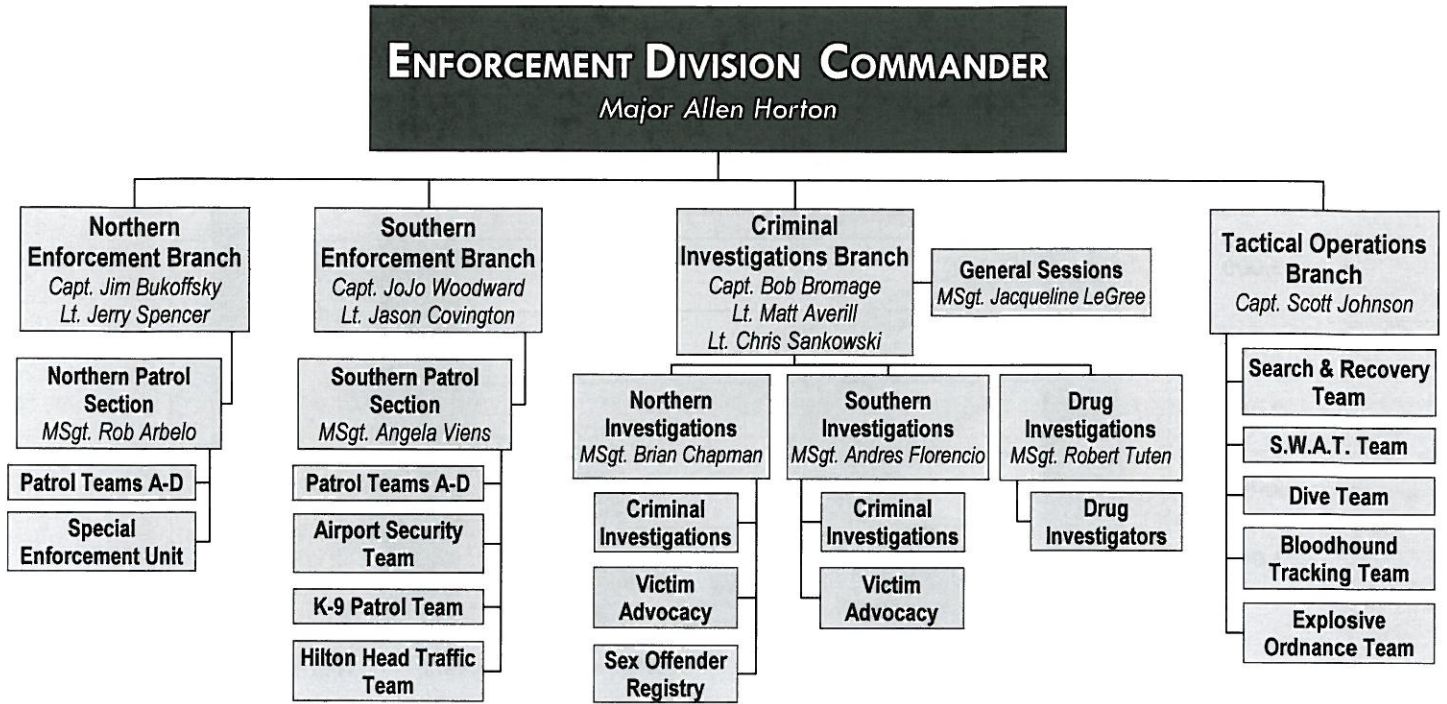 ENFORCEMENT DIVISION COMMANDER
Major Allen Horton
Northern
Enforcement Branch
Capt. Jim Bukoffsky
Lt. Jerry Spencer
Northern Patrol
Section
MSgt. Rob Arbelo
Patrol Teams A-D
Special
Enforcement Unit
Southern
Enforcement Branch
Capt. JoJo Woodward
Lt. Jason Covington
Southern Patrol
Section
MSgt. Angela Viens
Patrol Teams A-D
Airport Security
Team
K-9 Patrol Team
Hilton Head Traffic
Team
Criminal
Investigations Branch
Capt. Bob Bromage
Lt. Matt Averill
Lt. Chris Sankowski
General Sessions
MSgt. Jacqueline LeGree
Northern
Investigations
MSgt. Brian Chapman
Criminal
Investigations
Victim
Advocacy
Sex Offender
Registry
Southern
Investigations
MSgt. Andres Florencio
Criminal
Investigations
Victim
Advocacy
Drug
Investigations
MSgt. Robert Tuten
Drug
Investigators
Tactical Operations
Branch
Capt. Scott Johnson
Search & Recovery
Team
S.W.A.T. Team
Dive Team
Bloodhound
Tracking Team
Explosive
Ordnance Team